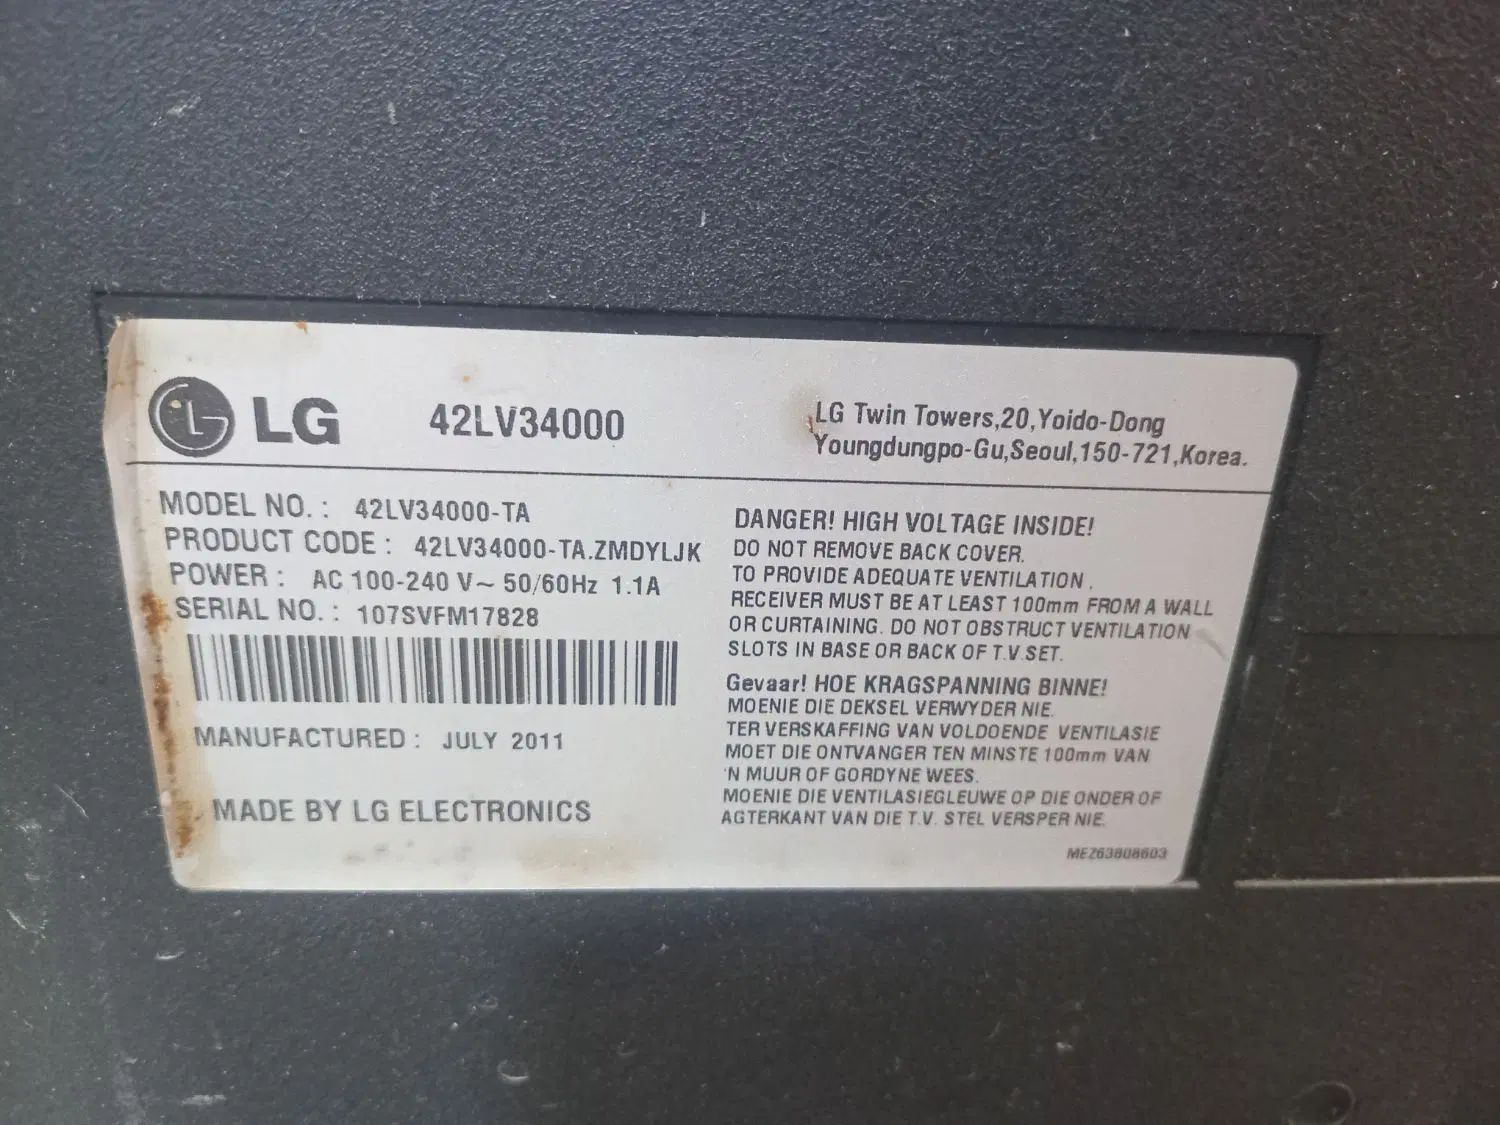 LG 42LV34000
LG Twin Towers,20,Yoido-Dong
Youngdungpo-Gu,Seoul,150-721,Korea.
MODEL NO. : 42LV34000-TA
PRODUCT CODE : 42LV34000-TA.ZMDYLJK
POWER : AC 100-240 V~ 50/60Hz 1.1A
SERIAL NO. : 107SVFM17828
MANUFACTURED : JULY 2011
MADE BY LG ELECTRONICS
DANGER! HIGH VOLTAGE INSIDE!
DO NOT REMOVE BACK COVER.
TO PROVIDE ADEQUATE VENTILATION .
RECEIVER MUST BE AT LEAST 100mm FROM A WALL
OR CURTAINING. DO NOT OBSTRUCT VENTILATION
SLOTS IN BASE OR BACK OF T.V.SET.
Gevaar! HOE KRAGSPANNING BINNE!
MOENIE DIE DEKSEL VERWYDER NIE.
TER VERSKAFFING VAN VOLDOENDE VENTILASIE
MOET DIE ONTVANGER TEN MINSTE 100mm VAN
'N MUUR OF GORDYNE WEES.
MOENIE DIE VENTILASIEGLEUWE OP DIE ONDER OF
AGTERKANT VAN DIE T.V. STEL VERSPER NIE.
MEZ63808603